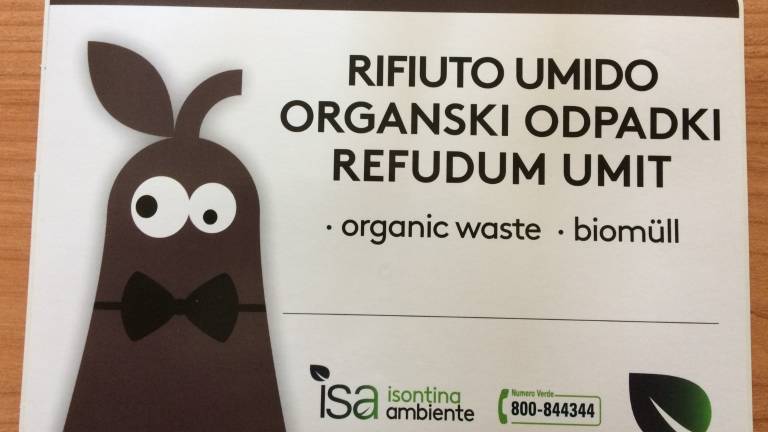 RIFIUTO UMIDO
ORGANSKI ODPADKI
REFUDUM UMIT
· organic waste · biomüll
isa isontina ambiente
Numero Verde
800-844344